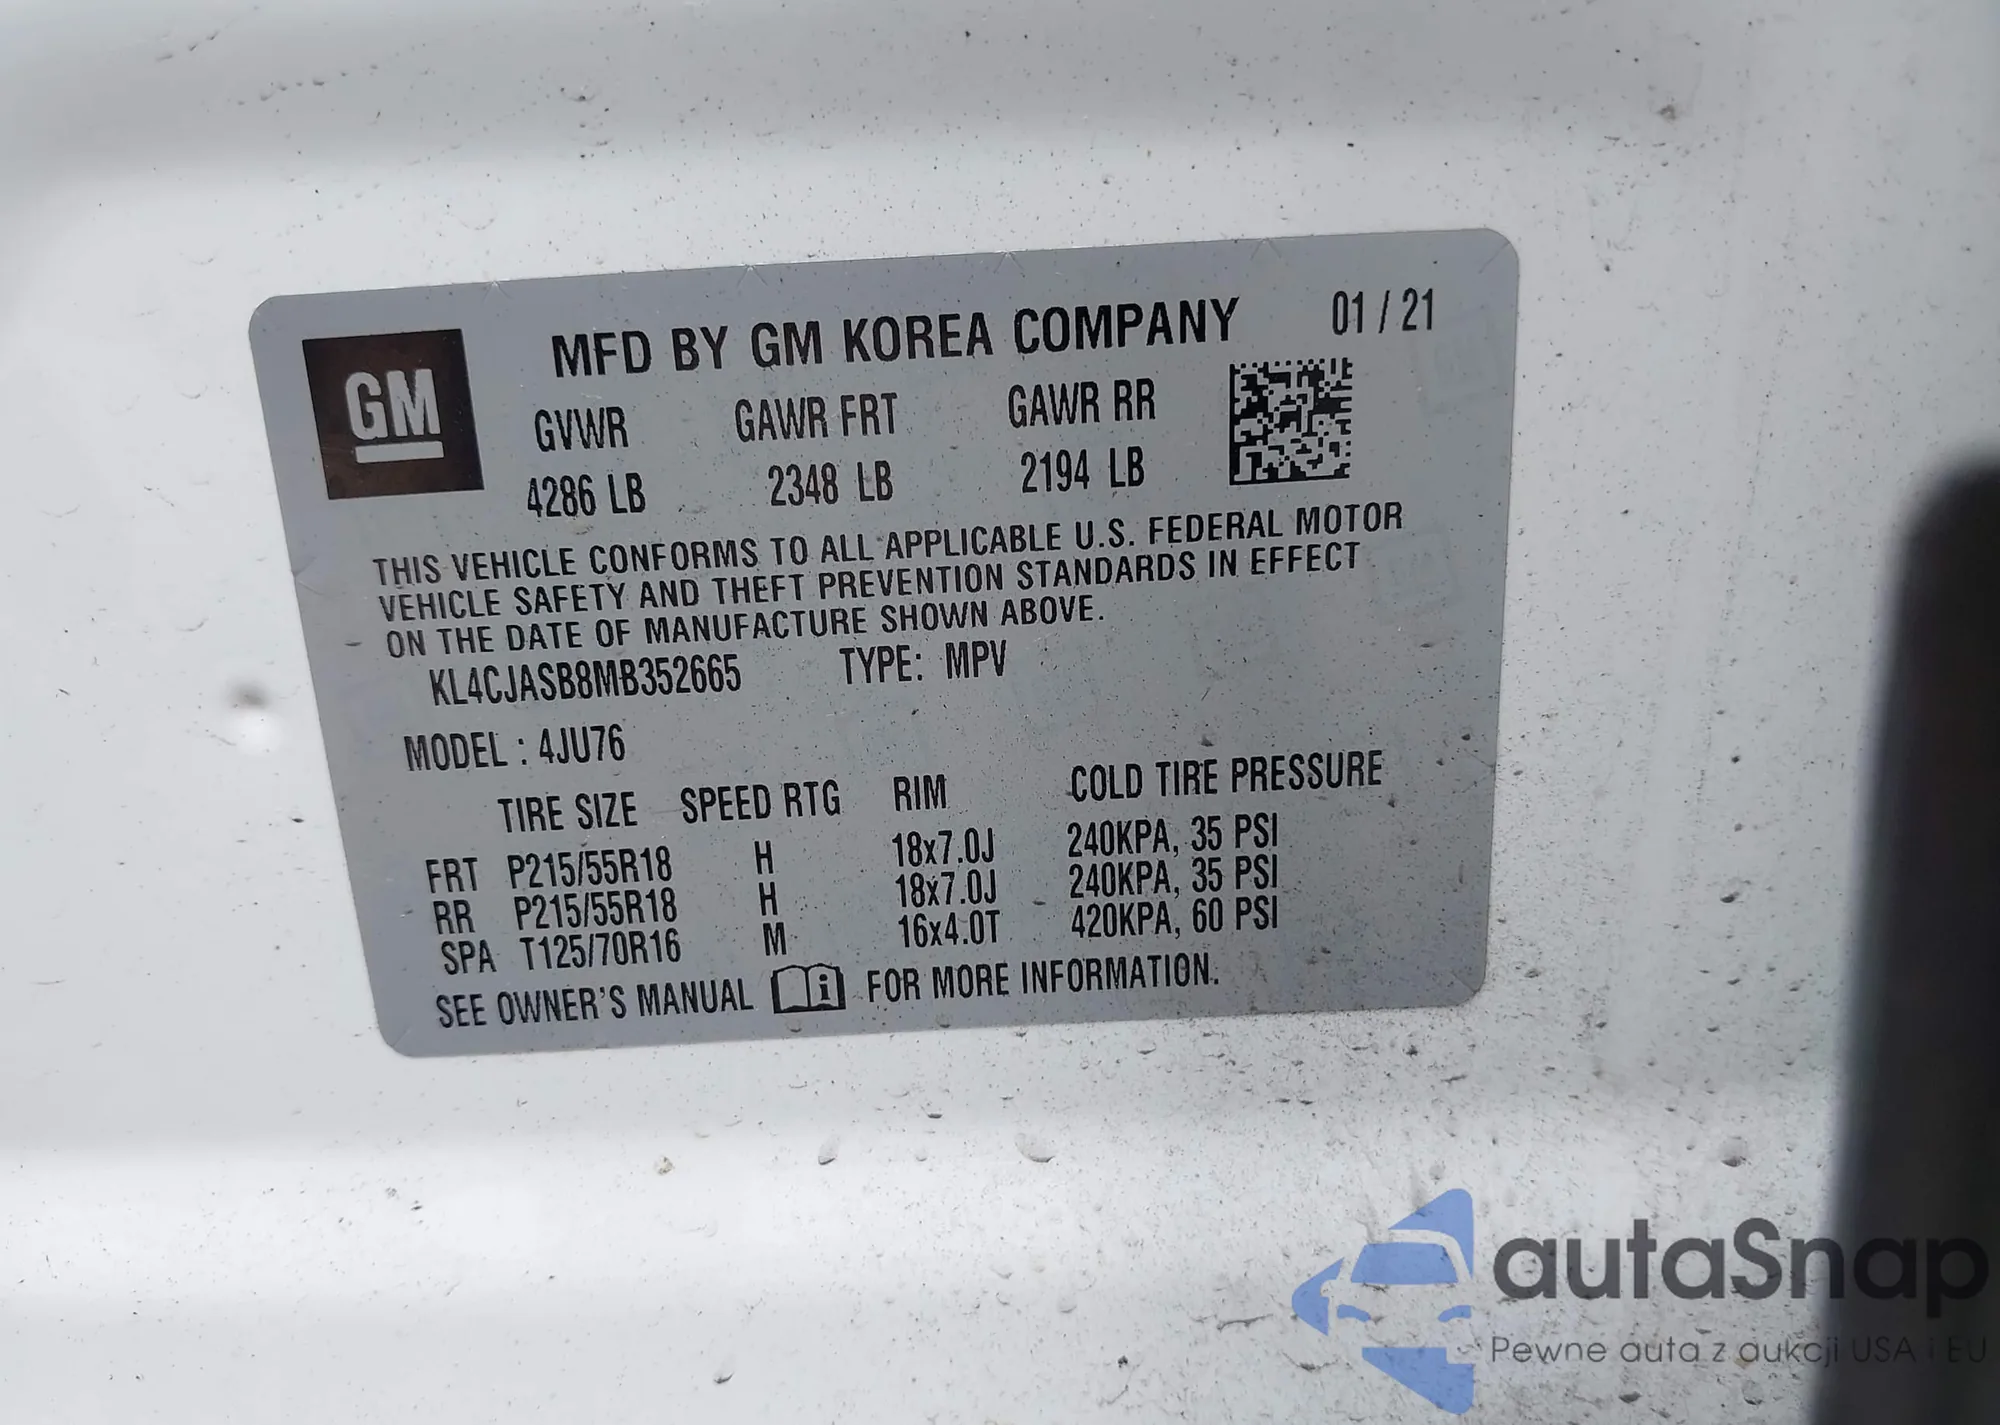 MFD BY GM KOREA COMPANY 01 / 21
GM
GVWR GAWR FRT GAWR RR
4286 LB 2348 LB 2194 LB
THIS VEHICLE CONFORMS TO ALL APPLICABLE U.S. FEDERAL MOTOR
VEHICLE SAFETY AND THEFT PREVENTION STANDARDS IN EFFECT
ON THE DATE OF MANUFACTURE SHOWN ABOVE.
KL4CJASB8MB352665 TYPE: MPV
MODEL : 4JU76
TIRE SIZE SPEED RTG RIM COLD TIRE PRESSURE
FRT P215/55R18 H 18x7.0J 240KPA, 35 PSI
RR P215/55R18 H 18x7.0J 240KPA, 35 PSI
SPA T125/70R16 M 16x4.0T 420KPA, 60 PSI
SEE OWNER'S MANUAL FOR MORE INFORMATION.
autaSnap
Pewne auta z aukcji USA i EU